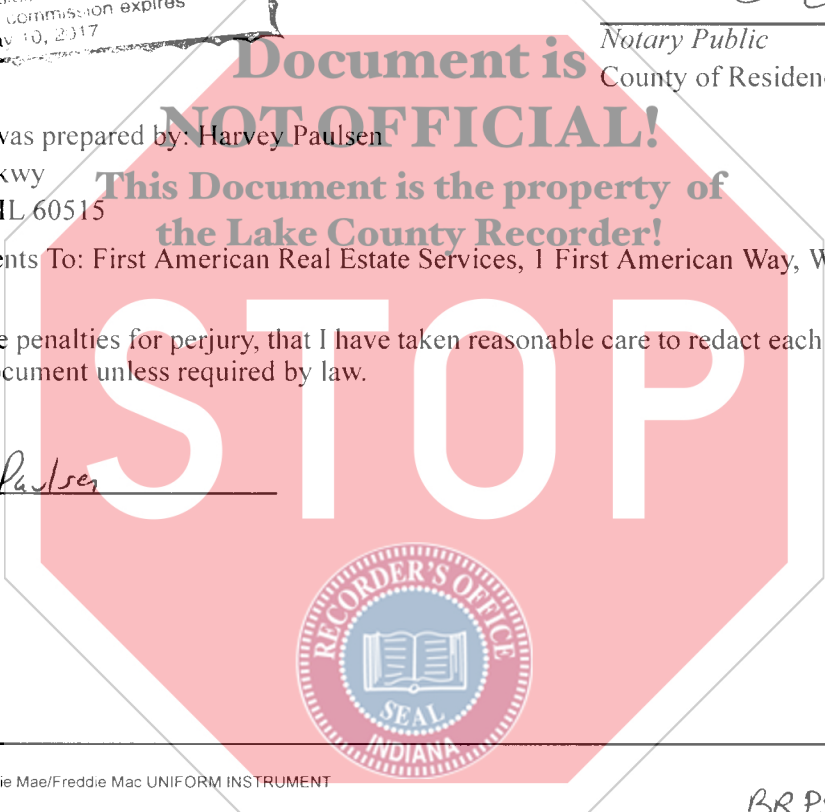 commission expires
10, 2017
Notary Public
Document is
County of Residen
NOT OFFICIAL!
was prepared by: Harvey Paulsen
kwy
This Document is the property of
IL 60515
the Lake County Recorder!
ents To: First American Real Estate Services, 1 First American Way, W
e penalties for perjury, that I have taken reasonable care to redact each
ocument unless required by law.
STOP
Paulsen
RECORDER'S OFFICE
SEAL
INDIANA
ie Mae/Freddie Mac UNIFORM INSTRUMENT